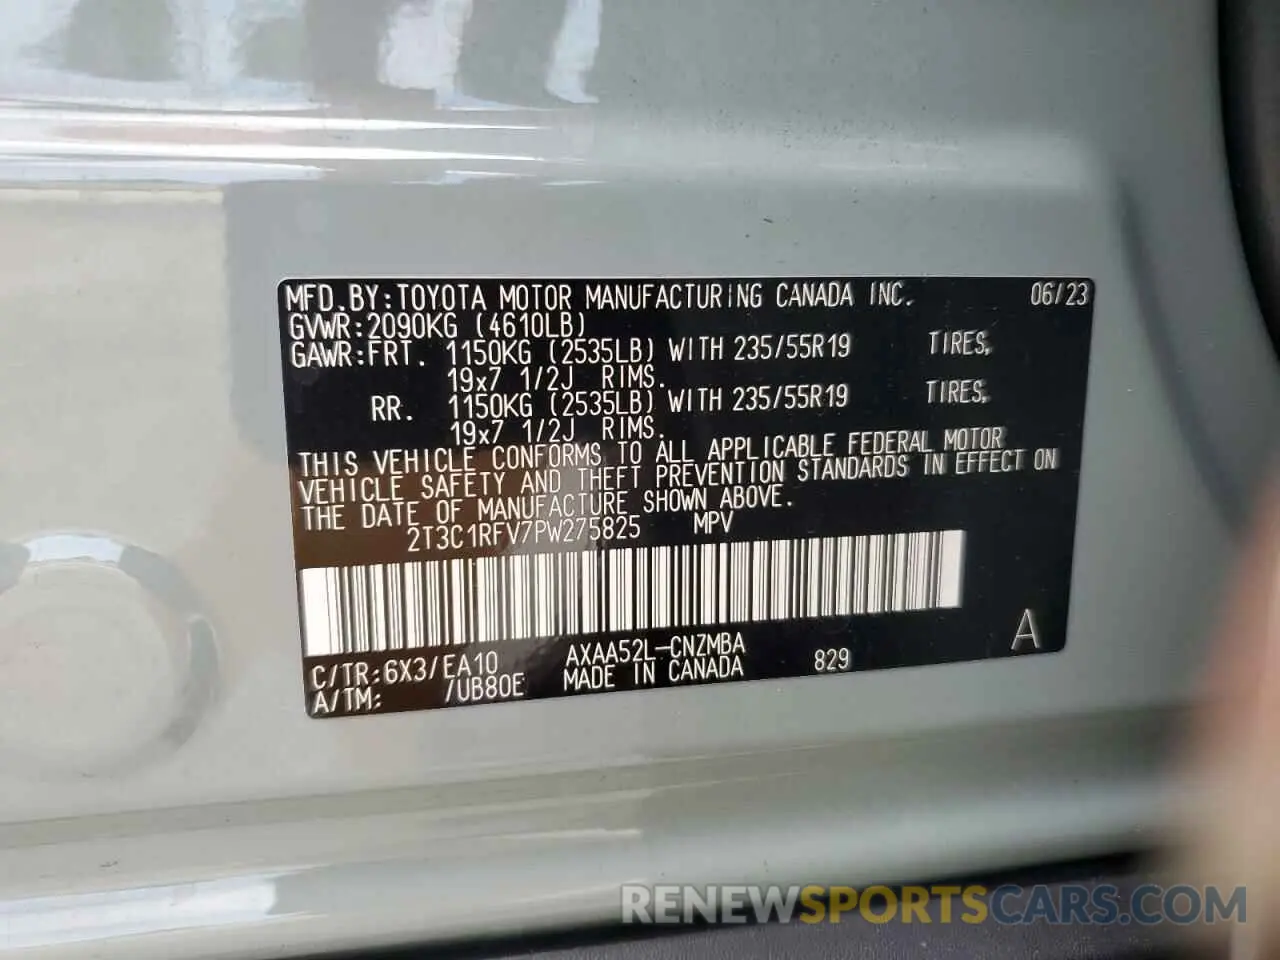 MFD. BY: TOYOTA MOTOR MANUFACTURING CANADA INC. 06/23
GVWR: 2090KG (4610LB)
GAWR: FRT. 1150KG (2535LB) WITH 235/55R19 TIRES,
19x7 1/2J RIMS.
RR. 1150KG (2535LB) WITH 235/55R19 TIRES,
19x7 1/2J RIMS.
THIS VEHICLE CONFORMS TO ALL APPLICABLE FEDERAL MOTOR
VEHICLE SAFETY AND THEFT PREVENTION STANDARDS IN EFFECT ON
THE DATE OF MANUFACTURE SHOWN ABOVE.
2T3C1RFV7PW275825 MPV
C/TR: 6X3/EA10 AXAA52L-CNZMBA 829 A
A/TM: /UB80E MADE IN CANADA
RENEWSPORTSCARS.COM